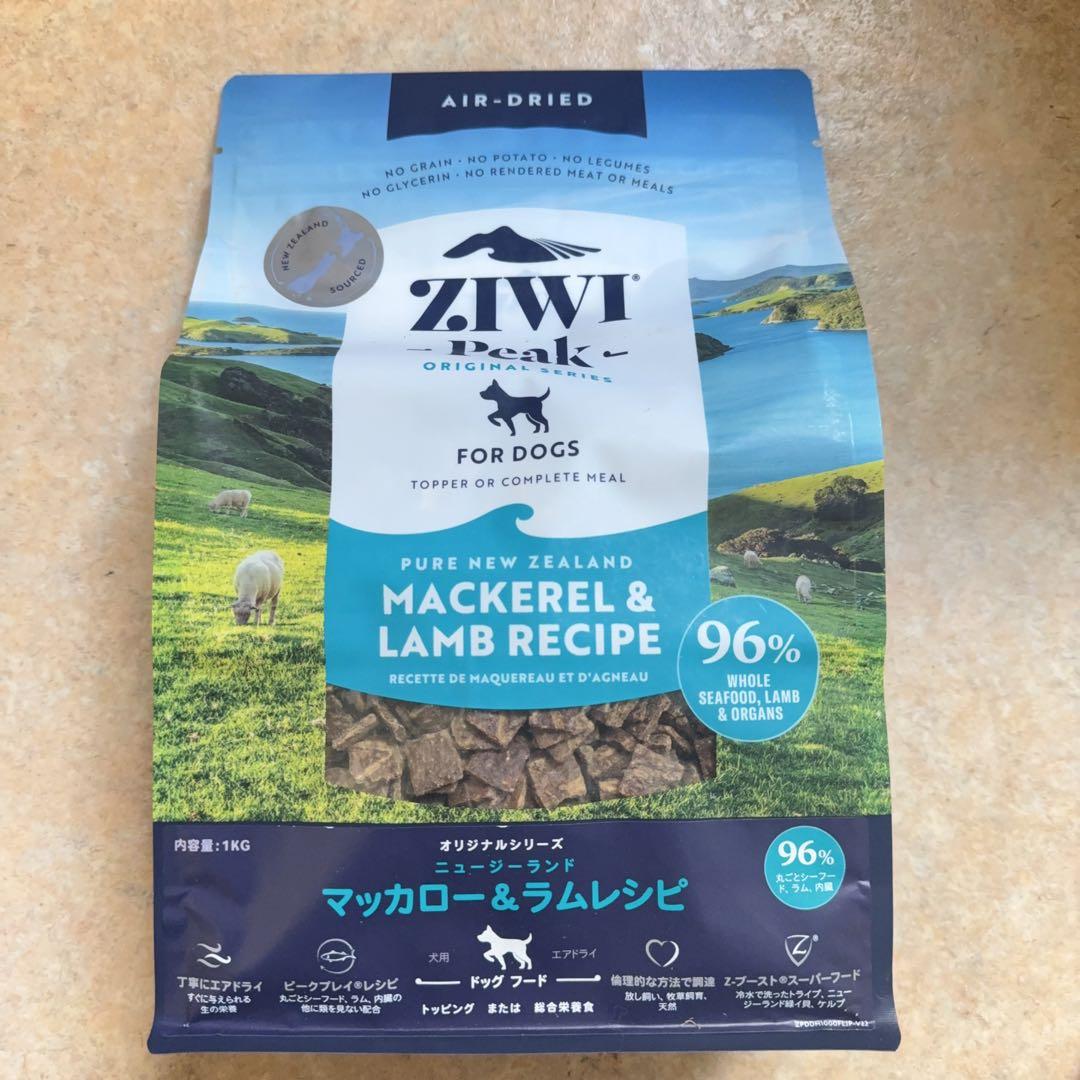 AIR-DRIED
NO GRAIN · NO POTATO · NO LEGUMES
NO GLYCERIN · NO RENDERED MEAT OR MEALS
NEW ZEALAND
SOURCED
ZIWI®
Peak
ORIGINAL SERIES
FOR DOGS
TOPPER OR COMPLETE MEAL
PURE NEW ZEALAND
MACKEREL &
LAMB RECIPE
RECETTE DE MAQUEREAU ET D'AGNEAU
96%
WHOLE
SEAFOOD, LAMB
& ORGANS
内容量:1KG
オリジナルシリーズ
ニュージーランド
マッカロー&ラムレシピ
96%
丸ごとシーフー
ド、ラム、内臓
丁寧にエアドライ
すぐに与えられる
生の栄養
ピークプレイ®レシピ
丸ごとシーフード、ラム、内臓の
他に類を見ない配合
犬用
エアドライ
ドッグ フード
トッピング または 総合栄養食
倫理的な方法で調達
放し飼い、牧草飼育、
天然
Z®
Z-ブースト®スーパーフード
冷水で洗ったトライプ、ニュー
ジーランド緑イ貝、ケルプ
ZPDDM1000FLIP-V22